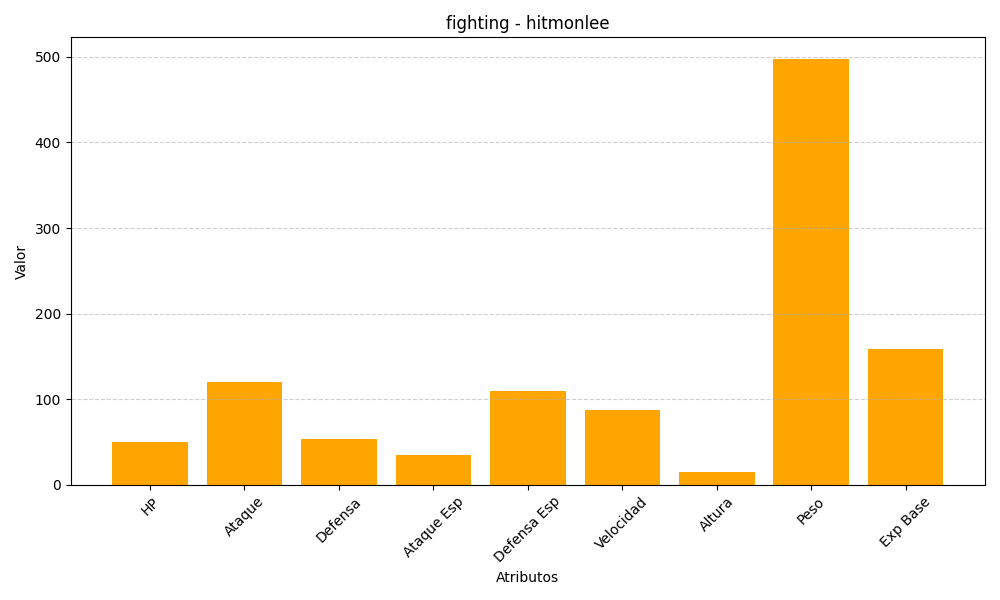 fighting - hitmonlee
500
400
300
200
100
0
Valor
HP
Ataque
Defensa
Ataque Esp
Defensa Esp
Velocidad
Altura
Peso
Exp Base
Atributos